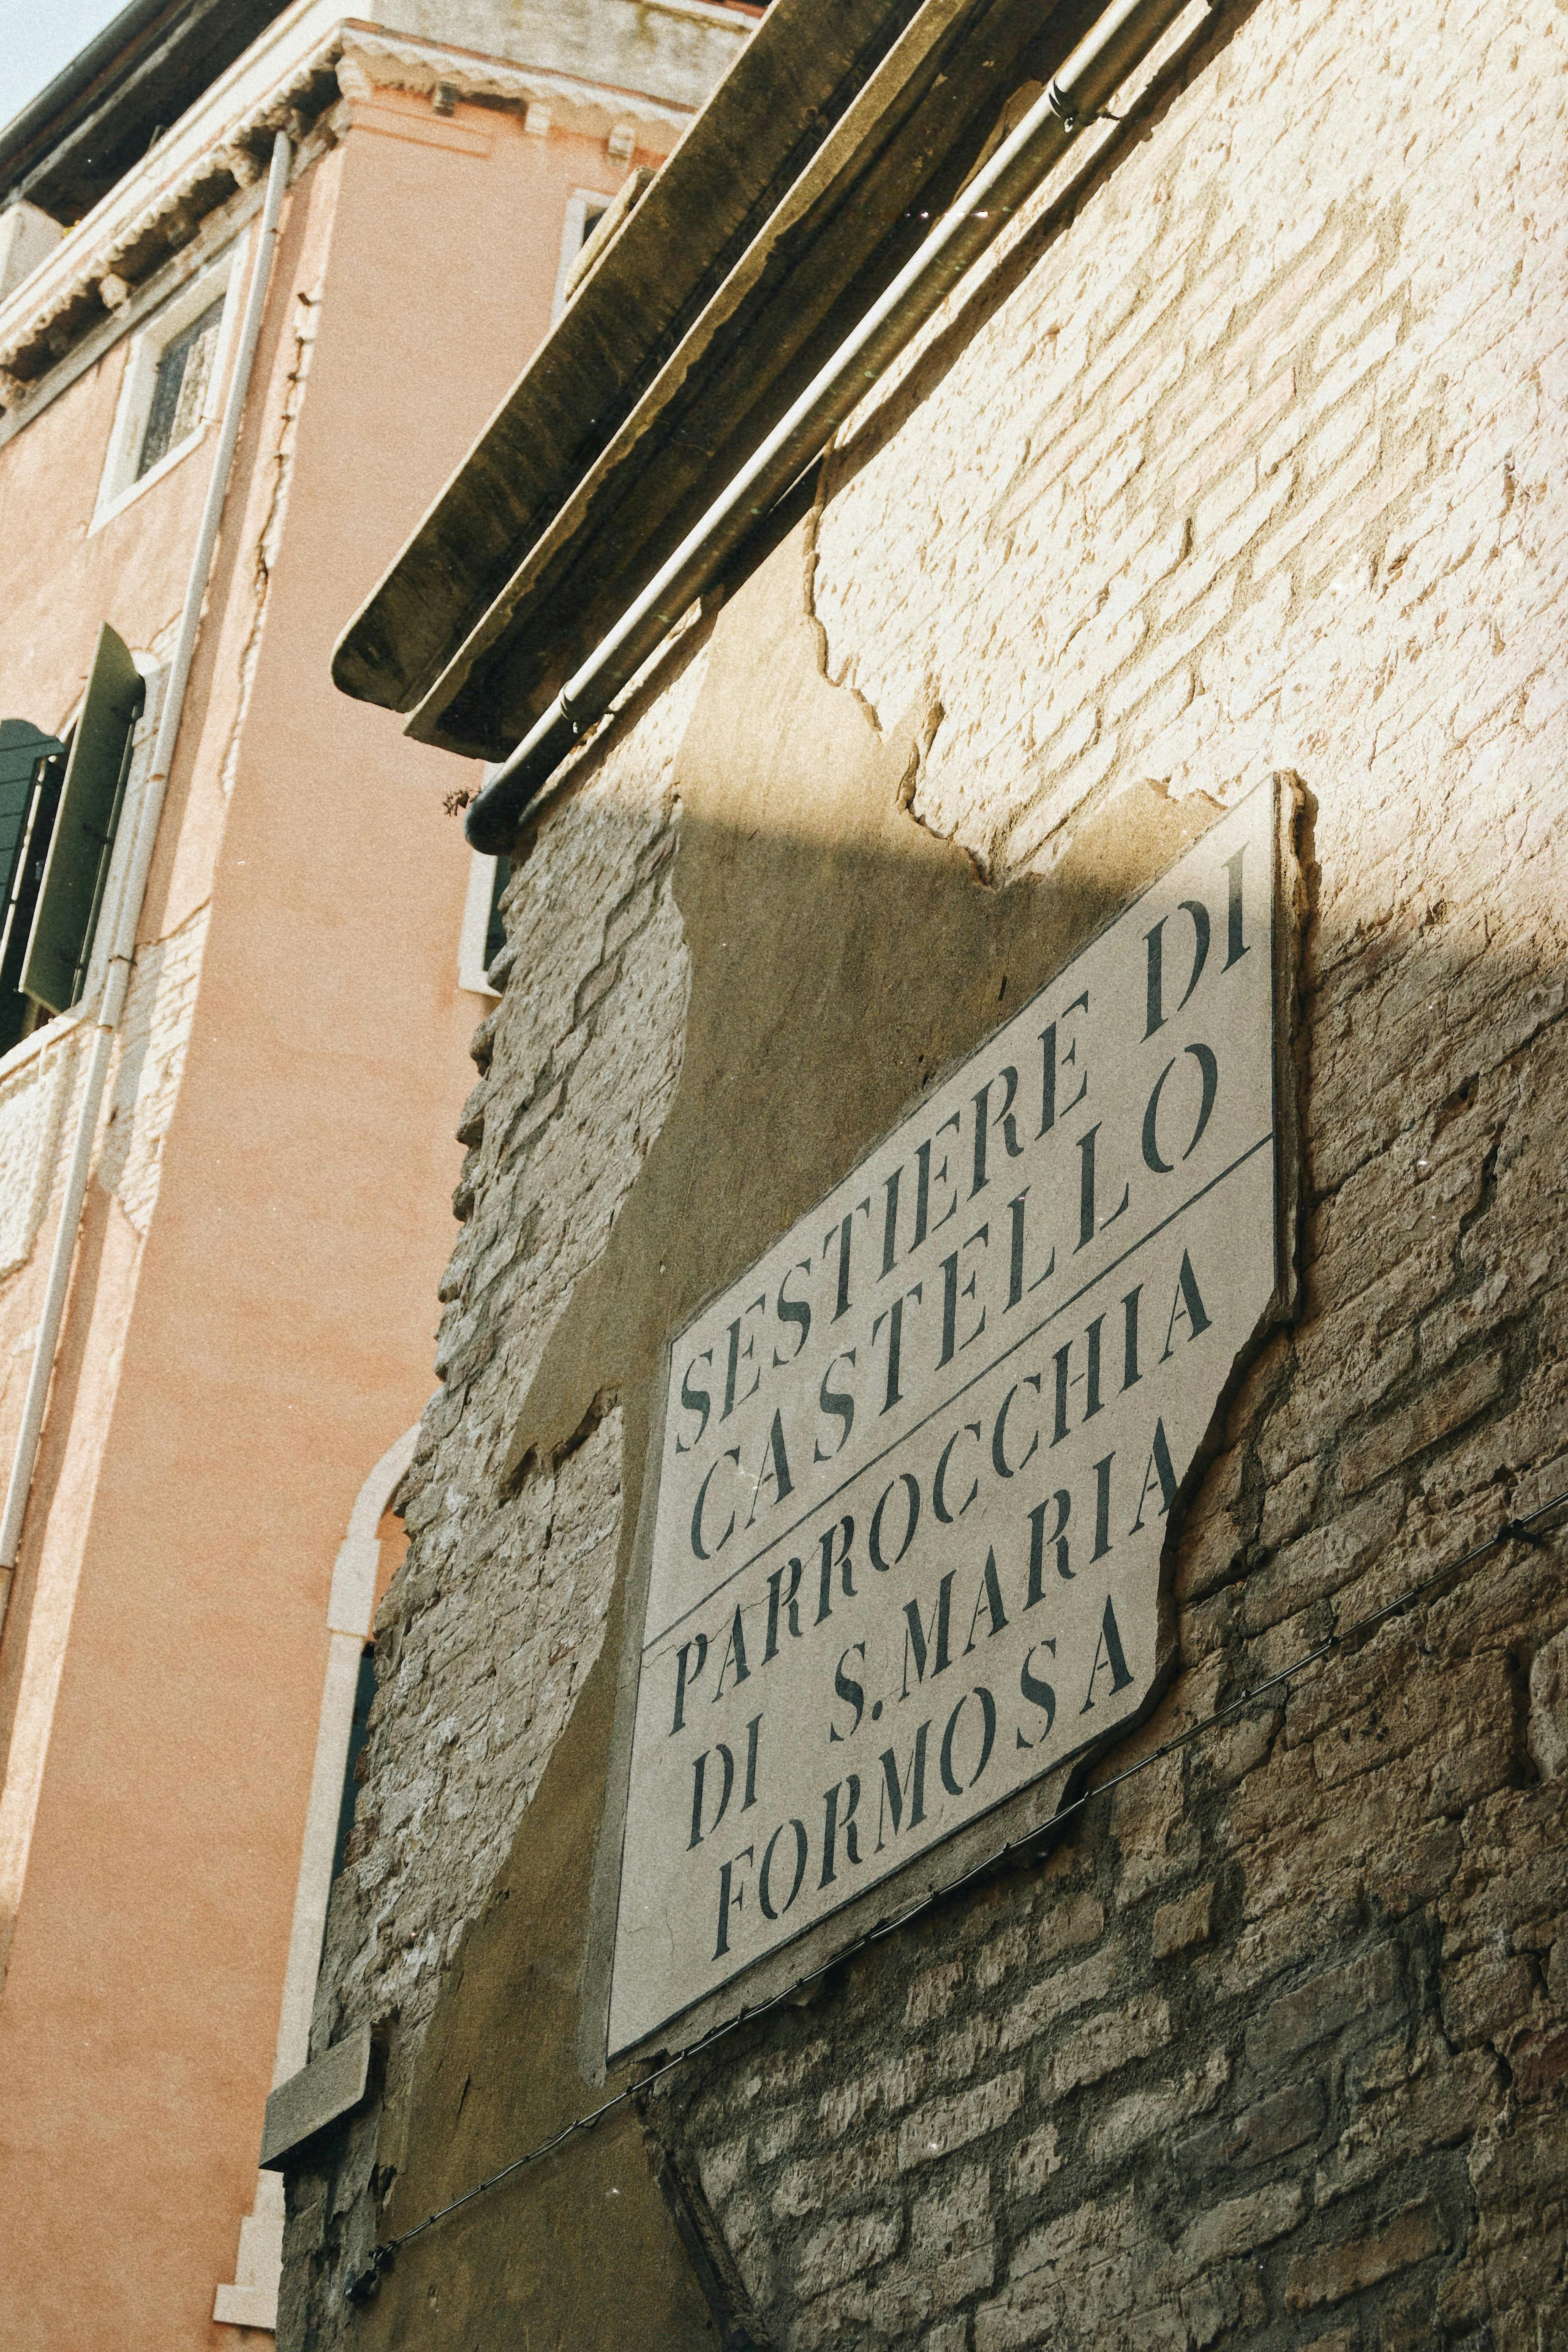 SESTIERE DI
CASTELLO
PARROCCHIA
DI S. MARIA
FORMOSA